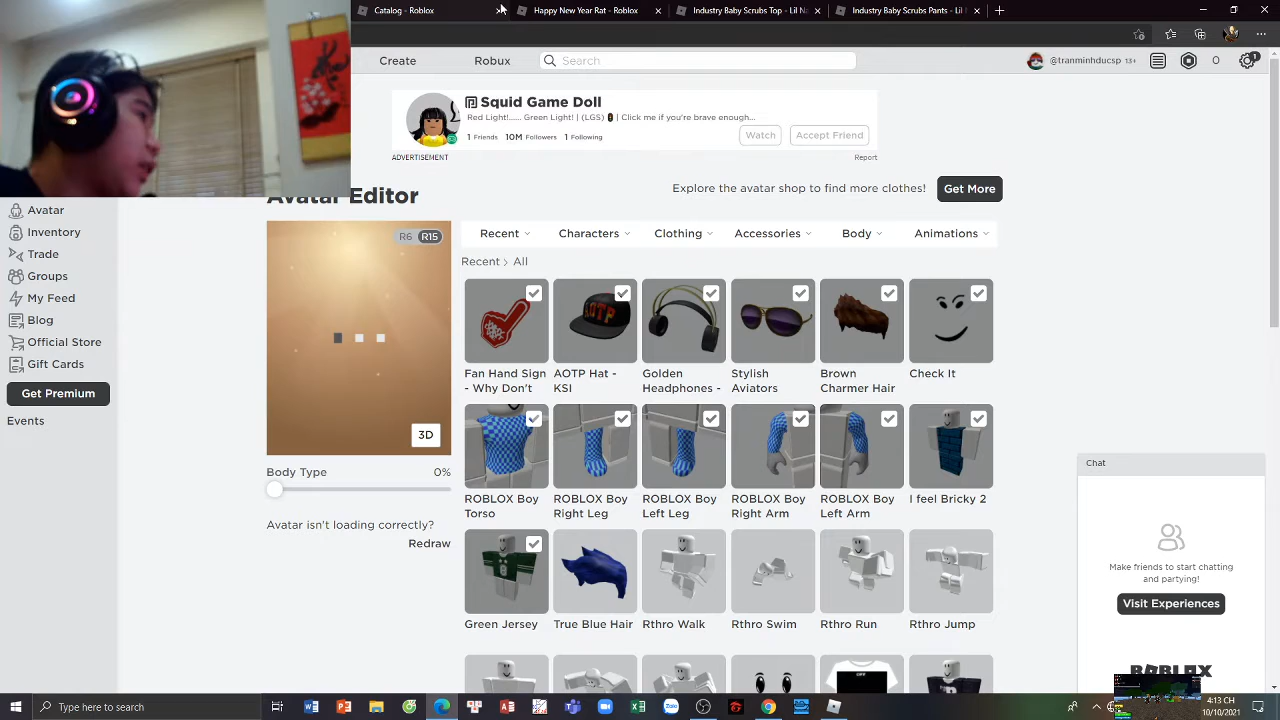 Catalog - Roblox
Happy New Year Rat - Roblox
Industry Baby Scrubs Top - Lil Na
Industry Baby Scrubs Pants - Lil
Create
Robux
Search
@tranminhducsp 13+
0
1
Squid Game Doll
Red Light!...... Green Light! | (LGS) | Click me if you're brave enough...
1 Friends 10M Followers 1 Following
Watch
Accept Friend
ADVERTISEMENT
Report
Avatar Editor
Explore the avatar shop to find more clothes!
Get More
Avatar
Inventory
Trade
Groups
My Feed
Blog
Official Store
Gift Cards
Get Premium
Events
R6 R15
3D
Body Type 0%
Avatar isn't loading correctly?
Redraw
Recent
Characters
Clothing
Accessories
Body
Animations
Recent > All
Fan Hand Sign
- Why Don't
AOTP Hat -
KSI
Golden
Headphones -
Stylish
Aviators
Brown
Charmer Hair
Check It
ROBLOX Boy
Torso
ROBLOX Boy
Right Leg
ROBLOX Boy
Left Leg
ROBLOX Boy
Right Arm
ROBLOX Boy
Left Arm
I feel Bricky 2
Green Jersey
True Blue Hair
Rthro Walk
Rthro Swim
Rthro Run
Rthro Jump
Chat
Make friends to start chatting
and partying!
Visit Experiences
ROBLOX
Type here to search
4:13 CH
10/10/2021